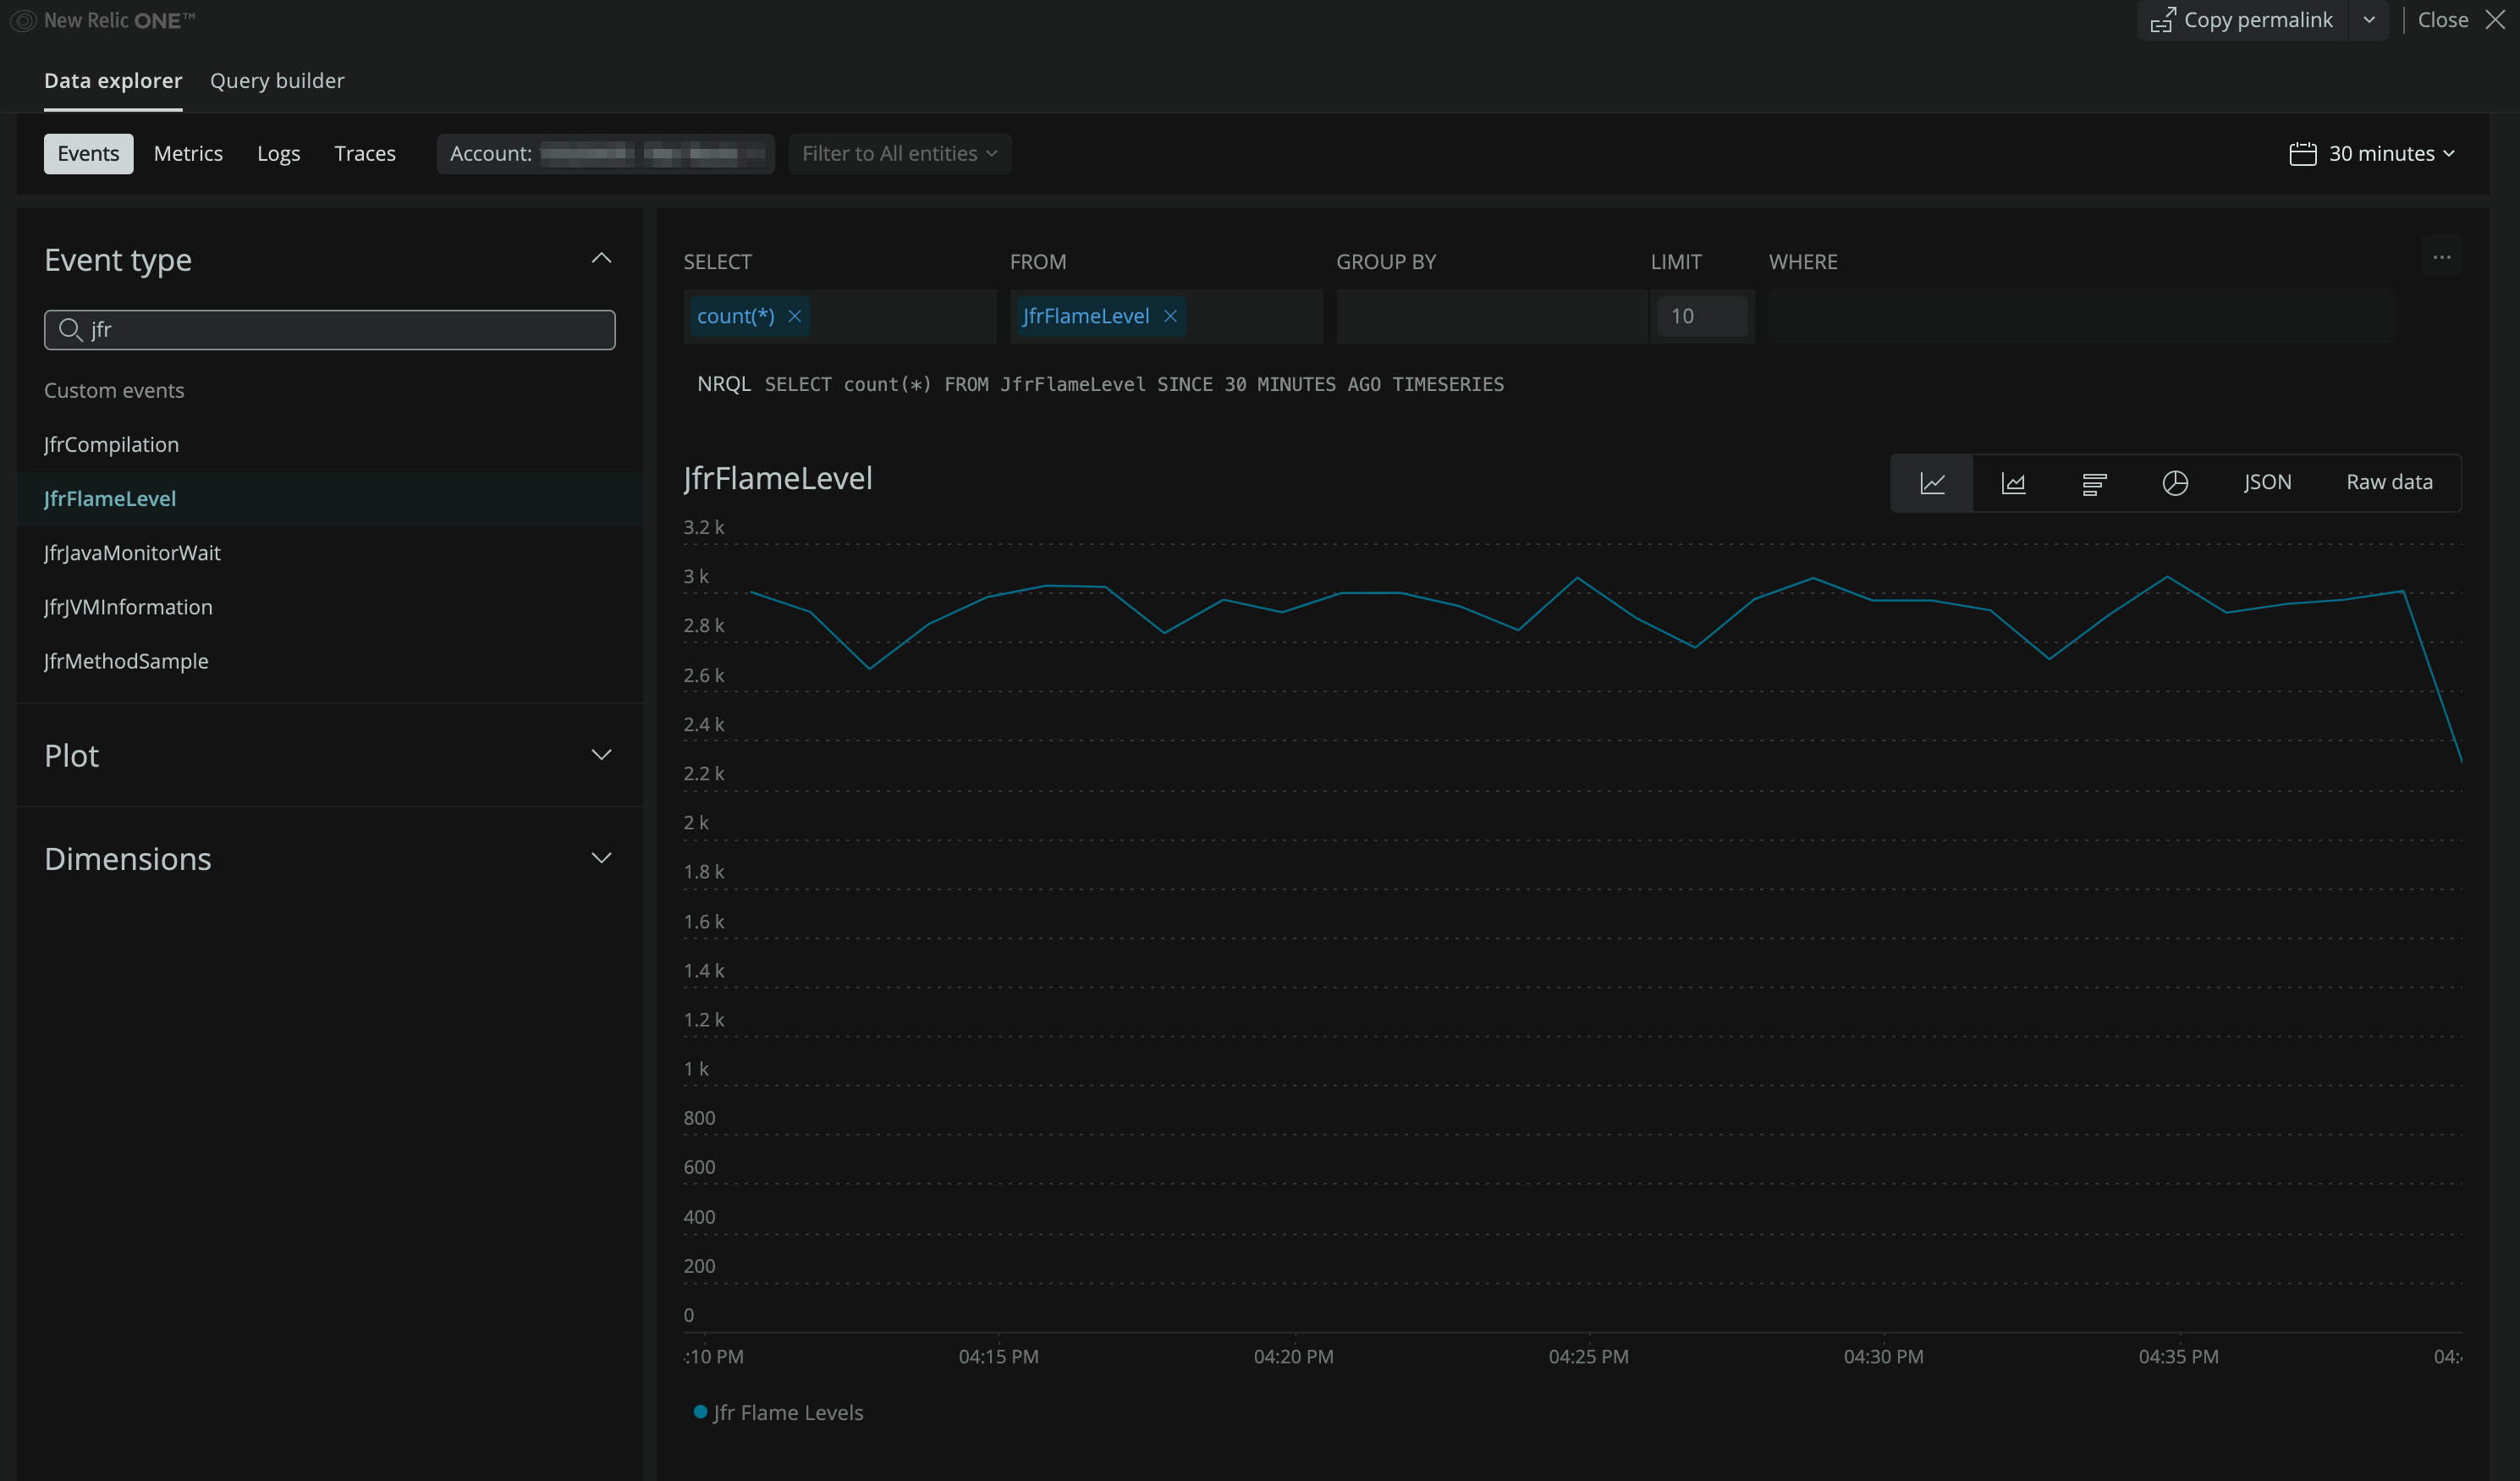 New Relic ONE™
Copy permalink
Close
Data explorer
Query builder
Events
Metrics
Logs
Traces
Account:
Filter to All entities
30 minutes
Event type
jfr
Custom events
JfrCompilation
JfrFlameLevel
JfrJavaMonitorWait
JfrJVMInformation
JfrMethodSample
Plot
Dimensions
SELECT
FROM
GROUP BY
LIMIT
WHERE
count(*)
JfrFlameLevel
10
NRQL SELECT count(*) FROM JfrFlameLevel SINCE 30 MINUTES AGO TIMESERIES
JfrFlameLevel
JSON
Raw data
3.2 k
3 k
2.8 k
2.6 k
2.4 k
2.2 k
2 k
1.8 k
1.6 k
1.4 k
1.2 k
1 k
800
600
400
200
0
:10 PM
04:15 PM
04:20 PM
04:25 PM
04:30 PM
04:35 PM
04:
Jfr Flame Levels